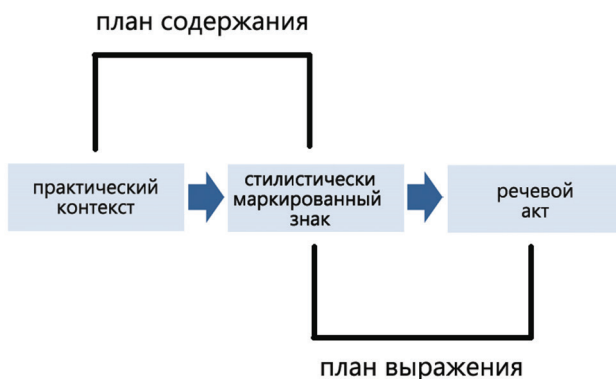 план содержания
практический
контекст
стилистически
маркированный
знак
речевой
акт
план выражения